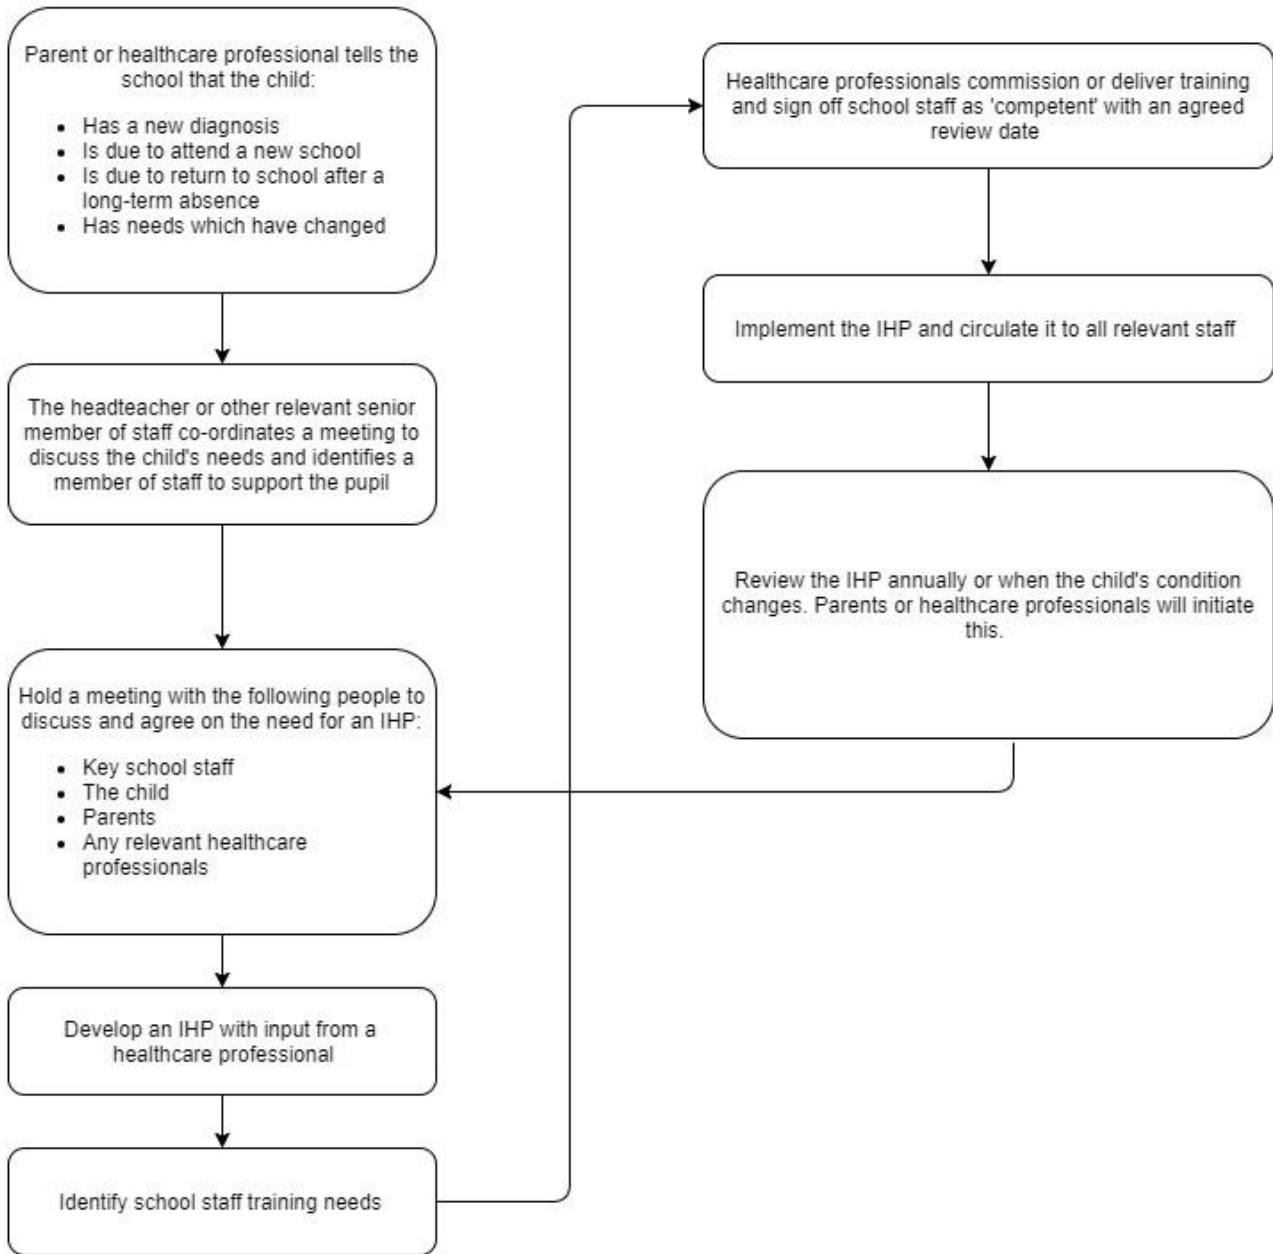 Parent or healthcare professional tells the
school that the child:
• Has a new diagnosis
• Is due to attend a new school
• Is due to return to school after a
long-term absence
• Has needs which have changed
The headteacher or other relevant senior
member of staff co-ordinates a meeting to
discuss the child's needs and identifies a
member of staff to support the pupil
Hold a meeting with the following people to
discuss and agree on the need for an IHP:
• Key school staff
• The child
• Parents
• Any relevant healthcare
professionals
Develop an IHP with input from a
healthcare professional
Identify school staff training needs
Healthcare professionals commission or deliver training
and sign off school staff as 'competent' with an agreed
review date
Implement the IHP and circulate it to all relevant staff
Review the IHP annually or when the child's condition
changes. Parents or healthcare professionals will initiate
this.